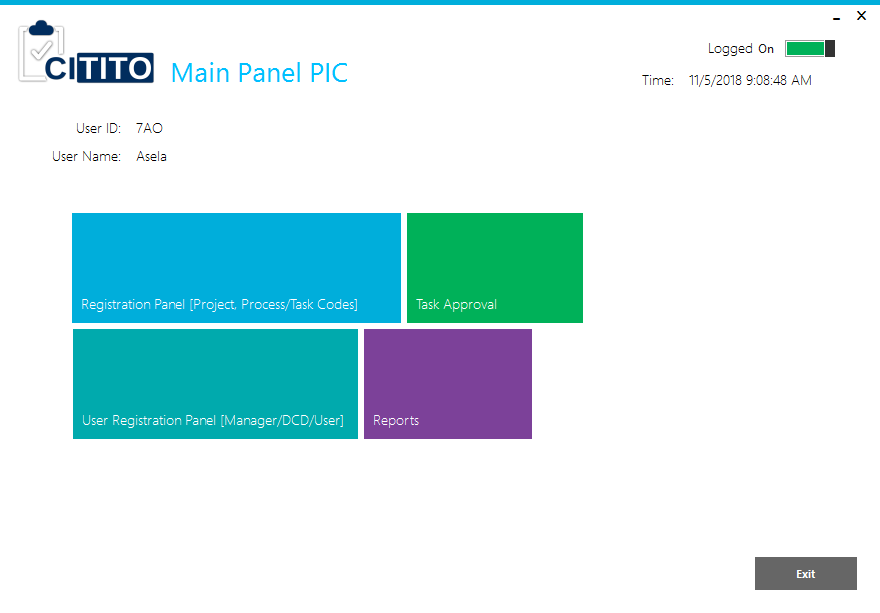 CITITO
Main Panel PIC
Logged On
Time: 11/5/2018 9:08:48 AM
User ID: 7AO
User Name: Asela
Registration Panel [Project, Process/Task Codes]
Task Approval
User Registration Panel [Manager/DCD/User]
Reports
Exit